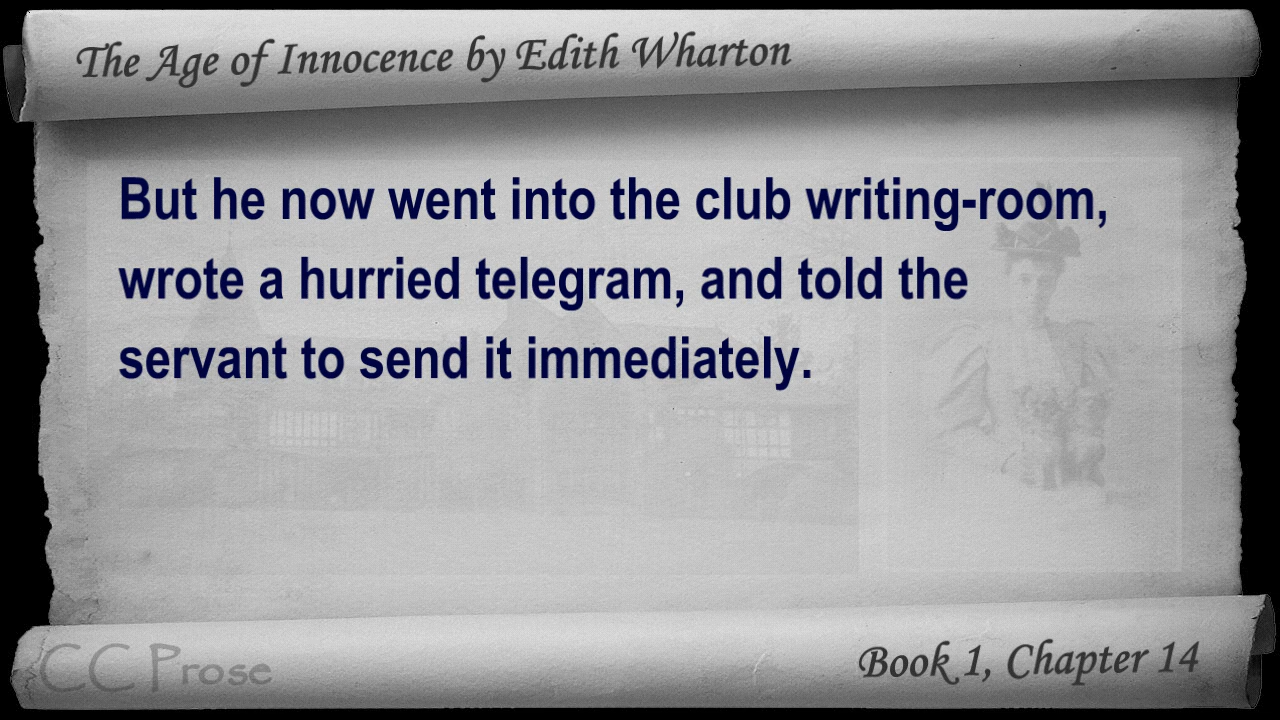 The Age of Innocence by Edith Wharton
But he now went into the club writing-room,
wrote a hurried telegram, and told the
servant to send it immediately.
CC Prose
Book 1, Chapter 14